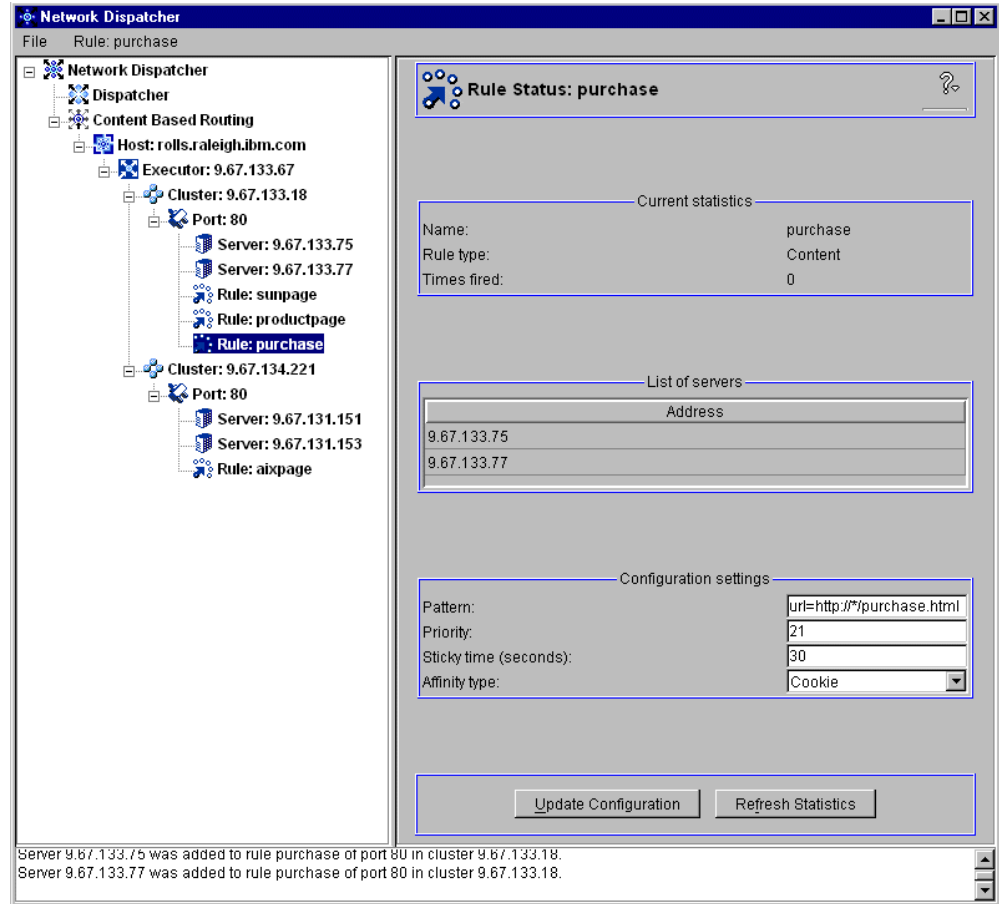 Network Dispatcher
File Rule: purchase
Network Dispatcher
Dispatcher
Content Based Routing
Host: rolls.raleigh.ibm.com
Executor: 9.67.133.67
Cluster: 9.67.133.18
Port: 80
Server: 9.67.133.75
Server: 9.67.133.77
Rule: sunpage
Rule: productpage
Rule: purchase
Cluster: 9.67.134.221
Port: 80
Server: 9.67.131.151
Server: 9.67.131.153
Rule: aixpage
Rule Status: purchase
?
Current statistics
Name: purchase
Rule type: Content
Times fired: 0
List of servers
Address
9.67.133.75
9.67.133.77
Configuration settings
Pattern: url=http://*/purchase.html
Priority: 21
Sticky time (seconds): 30
Affinity type: Cookie
Update Configuration Refresh Statistics
Server 9.67.133.75 was added to rule purchase of port 80 in cluster 9.67.133.18.
Server 9.67.133.77 was added to rule purchase of port 80 in cluster 9.67.133.18.